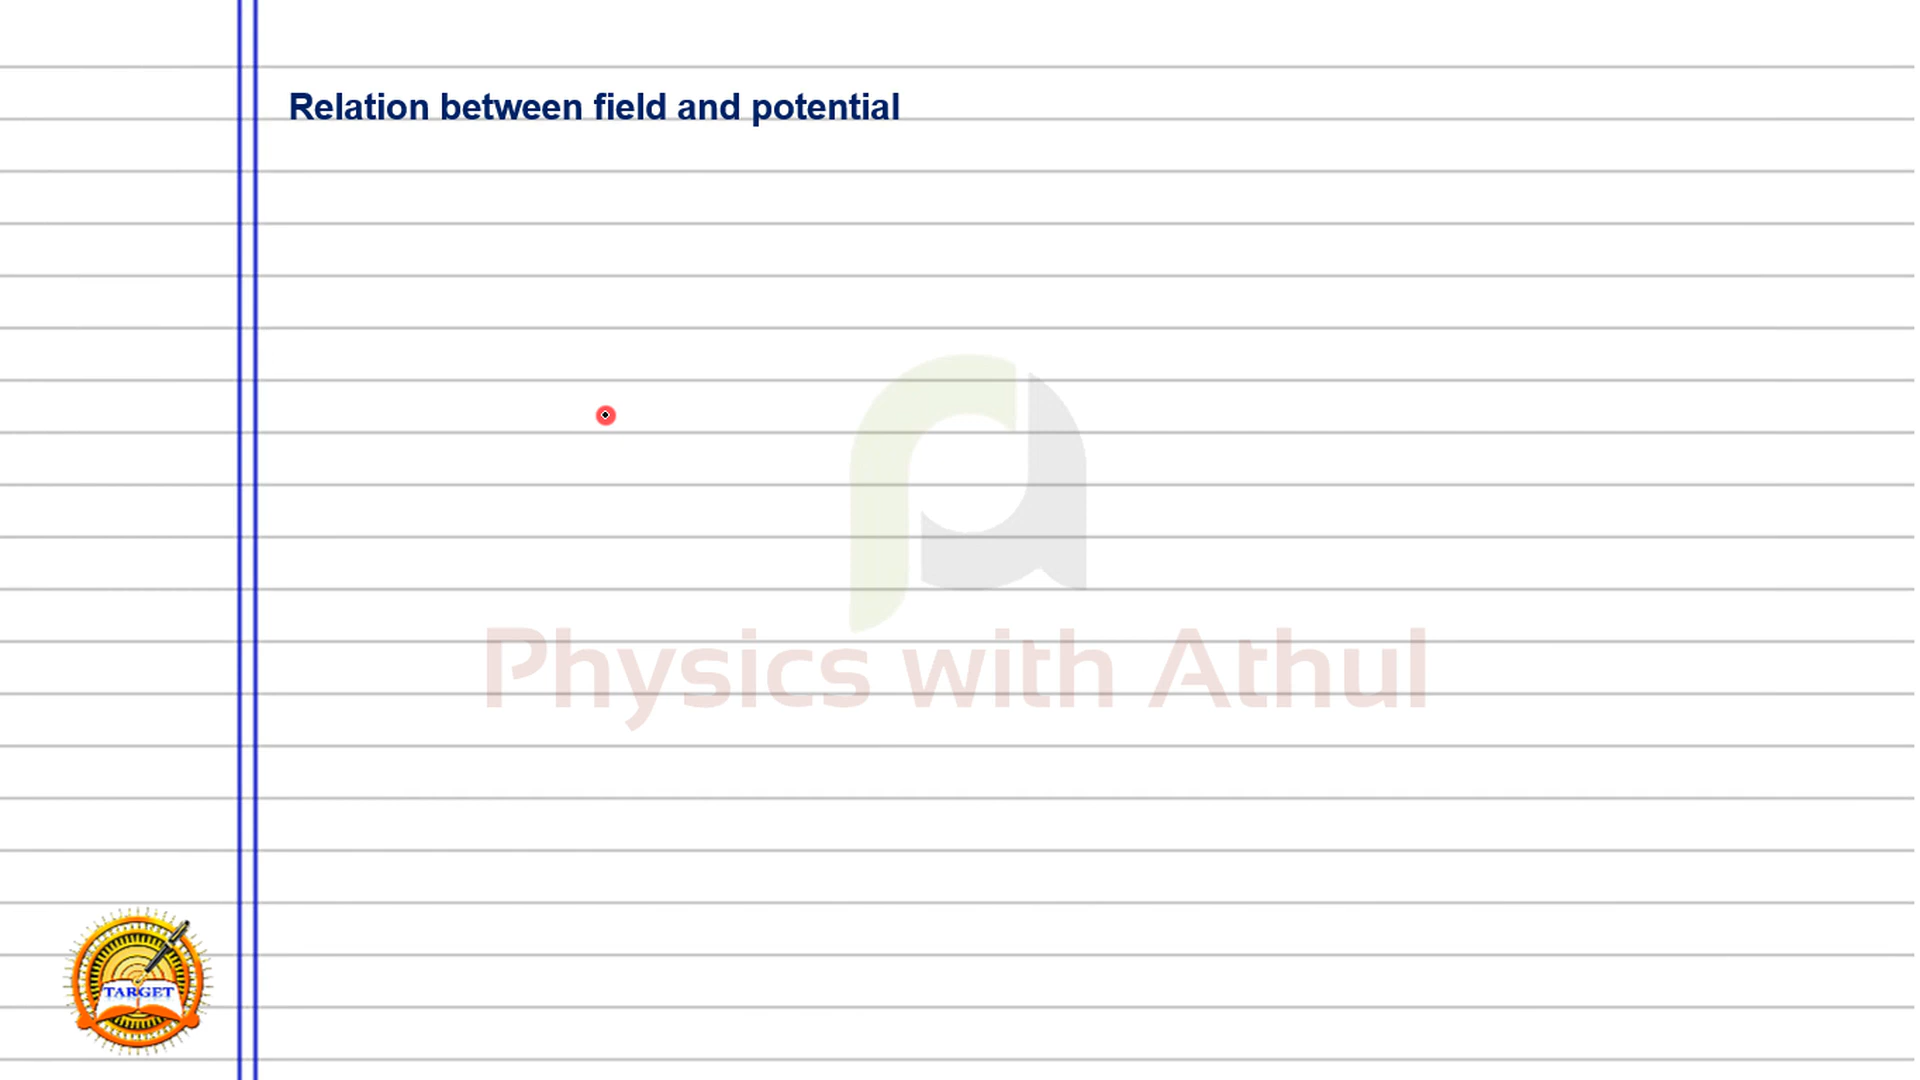 Relation between field and potential
Physics with Athul
TARGET